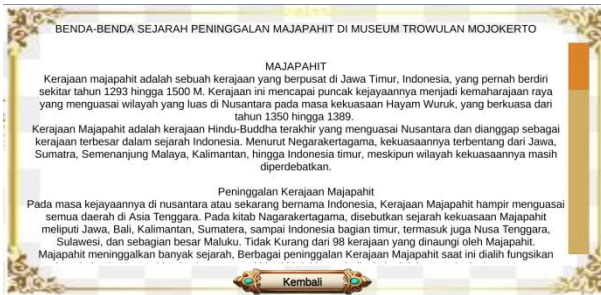 BENDA-BENDA SEJARAH PENINGGALAN MAJAPAHIT DI MUSEUM TROWULAN MOJOKERTO
MAJAPAHIT
Kerajaan majapahit adalah sebuah kerajaan yang berpusat di Jawa Timur, Indonesia, yang pernah berdiri
sekitar tahun 1293 hingga 1500 M. Kerajaan ini mencapai puncak kejayaannya menjadi kemaharajaan raya
yang menguasai wilayah yang luas di Nusantara pada masa kekuasaan Hayam Wuruk, yang berkuasa dari
tahun 1350 hingga 1389.
Kerajaan Majapahit adalah kerajaan Hindu-Buddha terakhir yang menguasai Nusantara dan dianggap sebagai
kerajaan terbesar dalam sejarah Indonesia. Menurut Negarakertagama, kekuasaannya terbentang dari Jawa,
Sumatra, Semenanjung Malaya, Kalimantan, hingga Indonesia timur, meskipun wilayah kekuasaannya masih
diperdebatkan.
Peninggalan Kerajaan Majapahit
Pada masa kejayaannya di nusantara atau sekarang bernama Indonesia, Kerajaan Majapahit hampir menguasai
semua daerah di Asia Tenggara. Pada kitab Nagarakertagama, disebutkan sejarah kekuasaan Majapahit
meliputi Jawa, Bali, Kalimantan, Sumatera, sampai Indonesia bagian timur, termasuk juga Nusa Tenggara,
Sulawesi, dan sebagian besar Maluku. Tidak Kurang dari 98 kerajaan yang dinaungi oleh Majapahit.
Majapahit meninggalkan banyak sejarah, Berbagai peninggalan Kerajaan Majapahit saat ini dialih fungsikan
Kembali